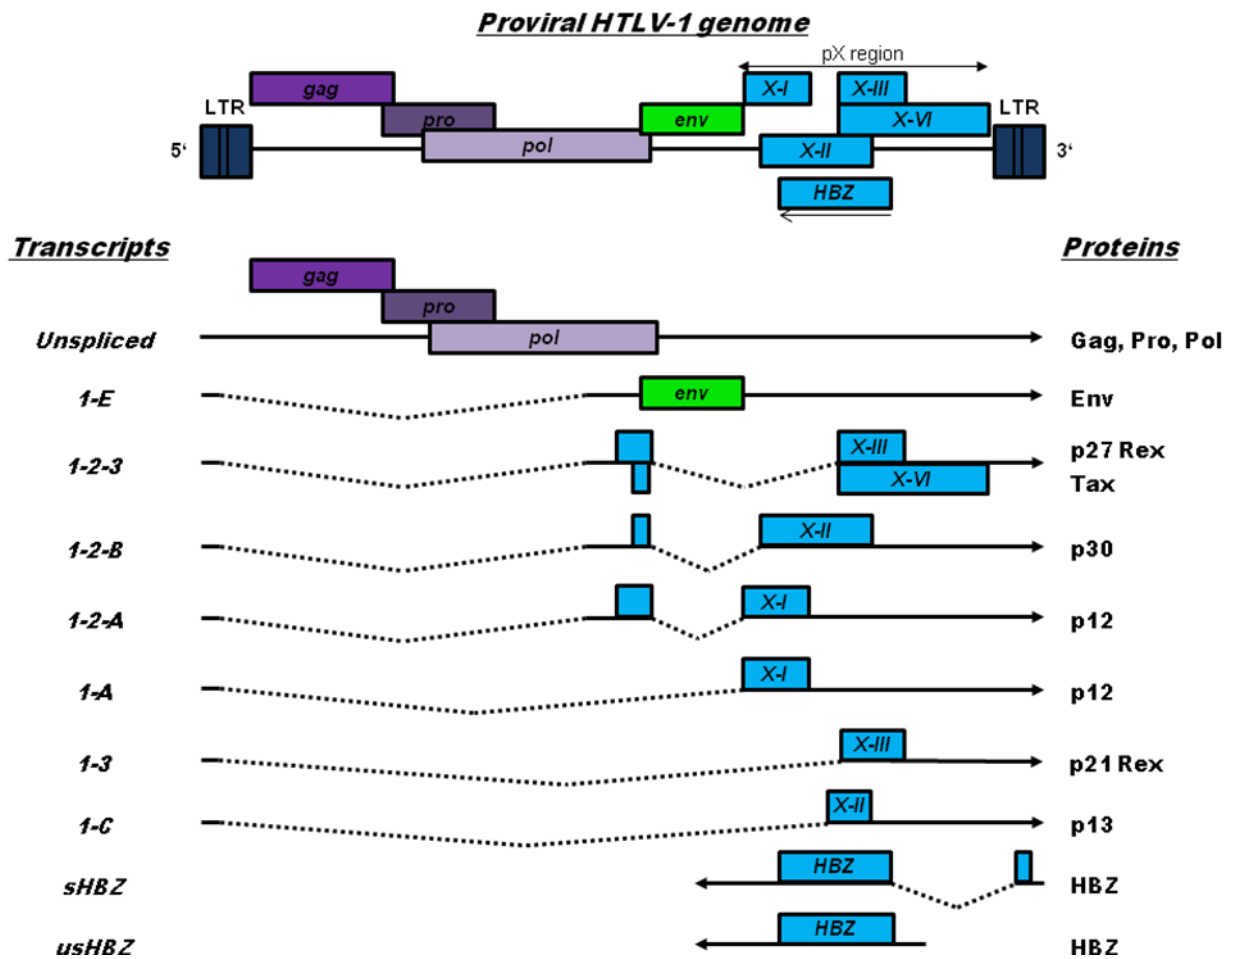 Proviral HTLV-1 genome
pX region
gag
X-I
X-III
LTR
LTR
pro
env
X-VI
5‘
pol
X-II
3‘
HBZ
Transcripts
Proteins
gag
pro
Unspliced
pol
Gag, Pro, Pol
1-E
env
Env
1-2-3
X-III
p27 Rex
X-VI
Tax
1-2-B
X-II
p30
1-2-A
X-I
p12
1-A
X-I
p12
1-3
X-III
p21 Rex
1-C
X-II
p13
sHBZ
HBZ
HBZ
usHBZ
HBZ
HBZ